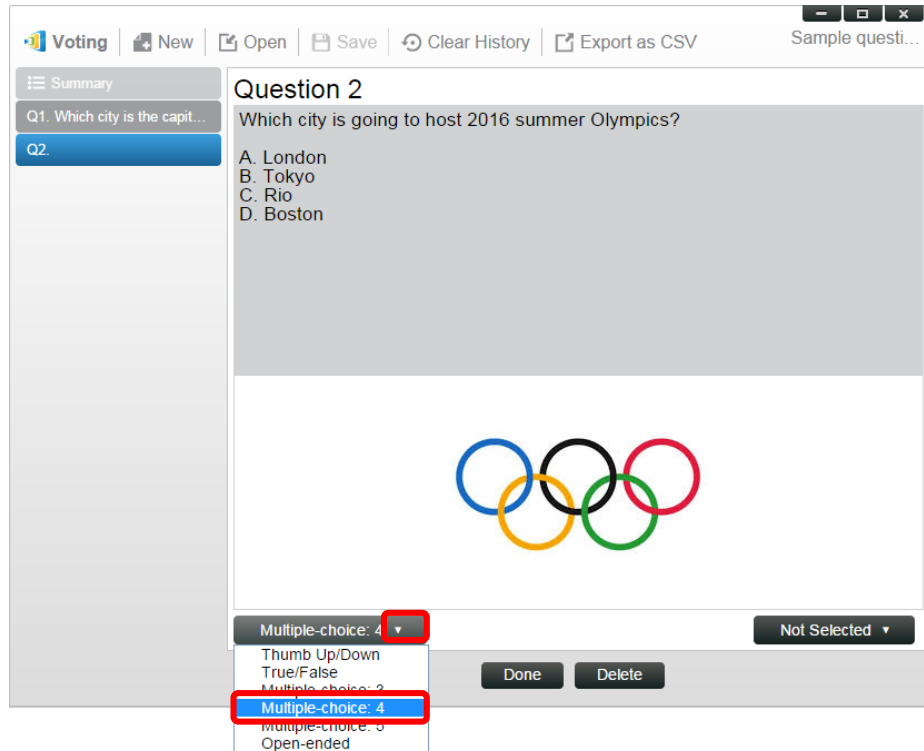 Voting New Open Save Clear History Export as CSV Sample questi...
Summary
Question 2
Q1. Which city is the capit...
Which city is going to host 2016 summer Olympics?
Q2.
A. London
B. Tokyo
C. Rio
D. Boston
Multiple-choice: 4 Not Selected
Thumb Up/Down
True/False
Multiple-choice: 3
Multiple-choice: 4
Multiple-choice: 5
Open-ended
Done Delete